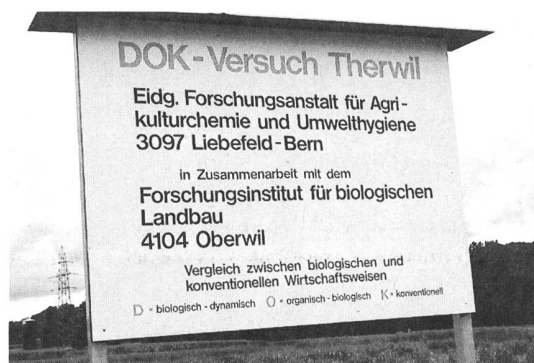 DOK-Versuch Therwil
Eidg. Forschungsanstalt für Agri-
kulturchemie und Umwelthygiene
3097 Liebefeld-Bern
in Zusammenarbeit mit dem
Forschungsinstitut für biologischen
Landbau
4104 Oberwil
Vergleich zwischen biologischen und
konventionellen Wirtschaftsweisen
D = biologisch-dynamisch O = organisch-biologisch K = konventionell